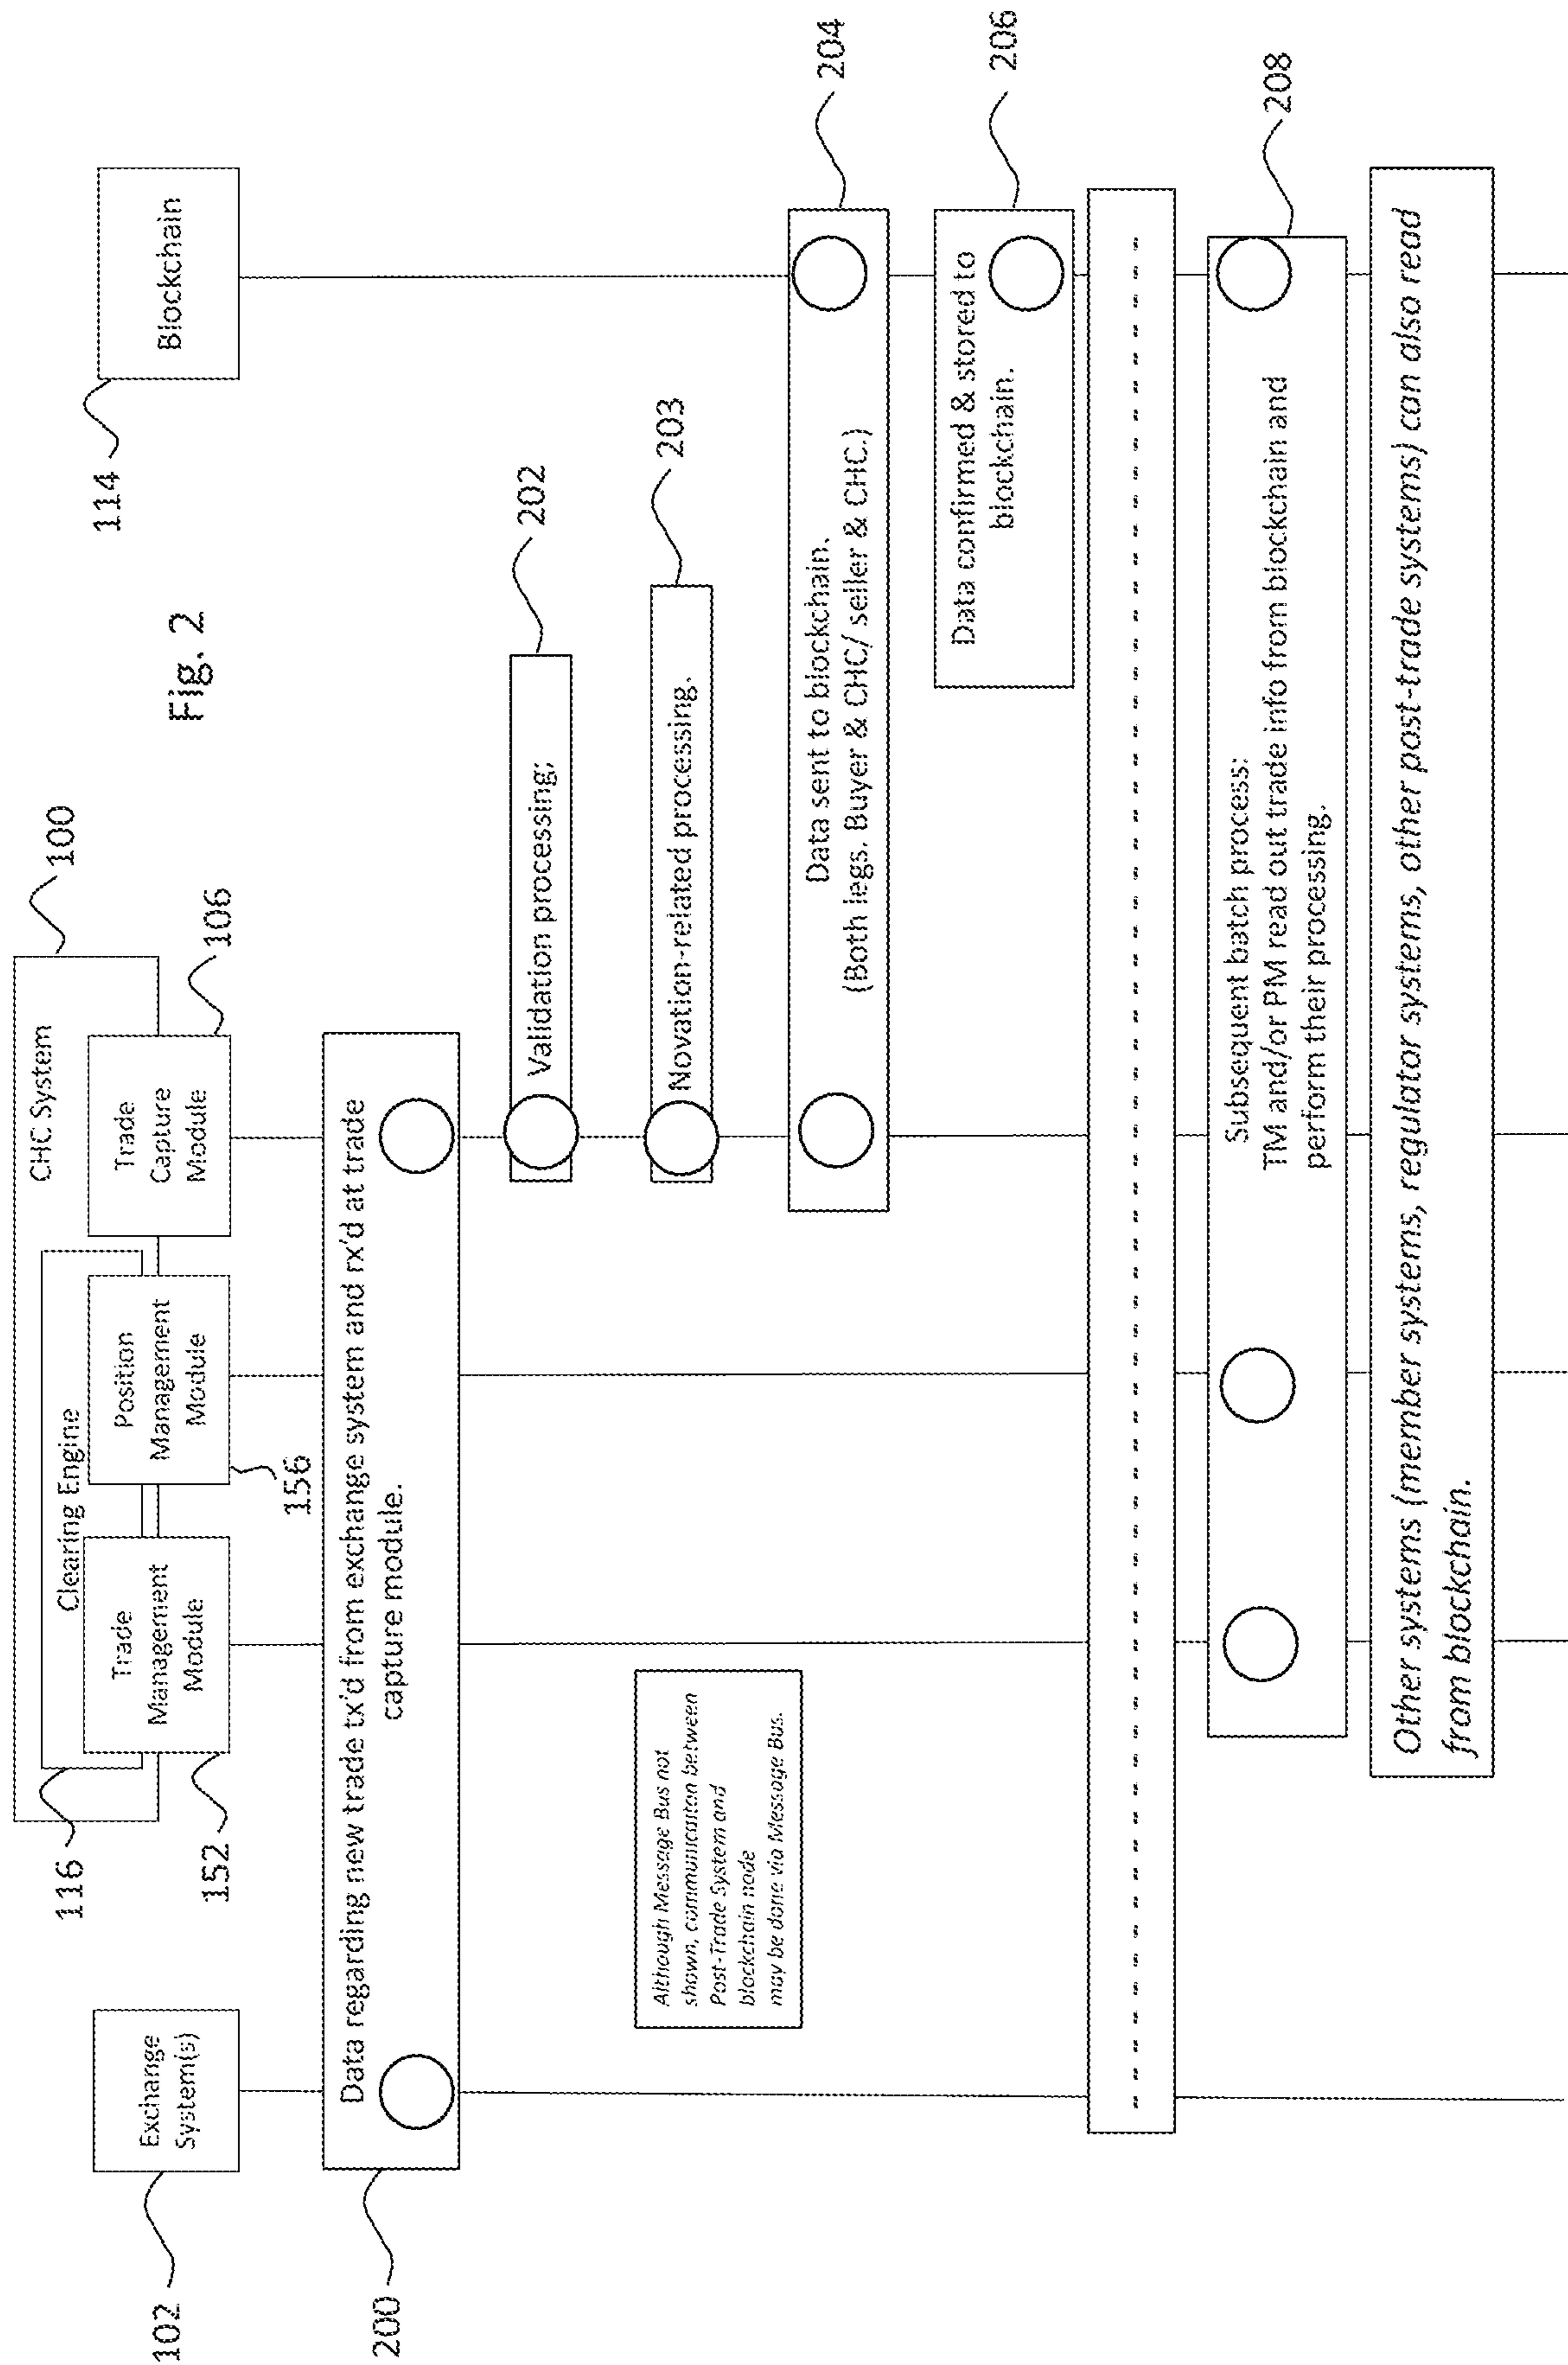 Fig. 2
CHC System
100
Clearing Engine
116
102
Exchange
System(s)
152
Trade
Management
Module
156
Position
Management
Module
106
Trade
Capture
Module
114
Blockchain
200
Data regarding new trade tx'd from exchange system and rx'd at trade
capture module.
Validation processing;
202
Novation-related processing.
203
Although Message Bus not
shown, communicaiton between
Post-Trade System and
blockchain node
may be done via Message Bus.
Data sent to blockchain.
(Both legs. Buyer & CHC/ seller & CHC.)
204
Data confirmed & stored to
blockchain.
206
Subsequent batch process:
TM and/or PM read out trade info from blockchain and
perform their processing.
208
Other systems (member systems, regulator systems, other post-trade systems) can also read
from blockchain.